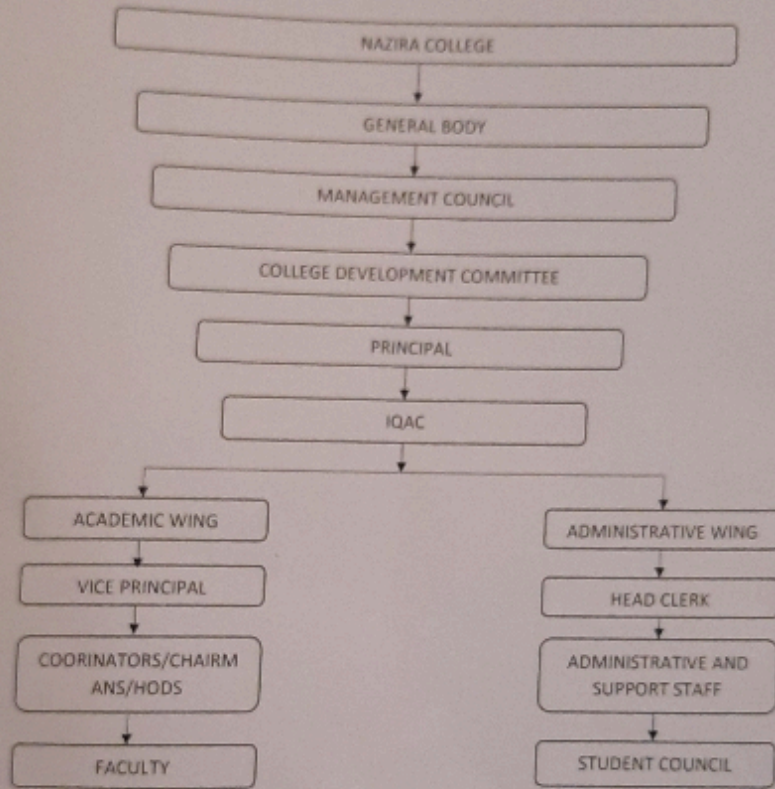 NAZIRA COLLEGE
GENERAL BODY
MANAGEMENT COUNCIL
COLLEGE DEVELOPMENT COMMITTEE
PRINCIPAL
IQAC
ACADEMIC WING
VICE PRINCIPAL
COORINATORS/CHAIRM
ANS/HODS
FACULTY
ADMINISTRATIVE WING
HEAD CLERK
ADMINISTRATIVE AND
SUPPORT STAFF
STUDENT COUNCIL